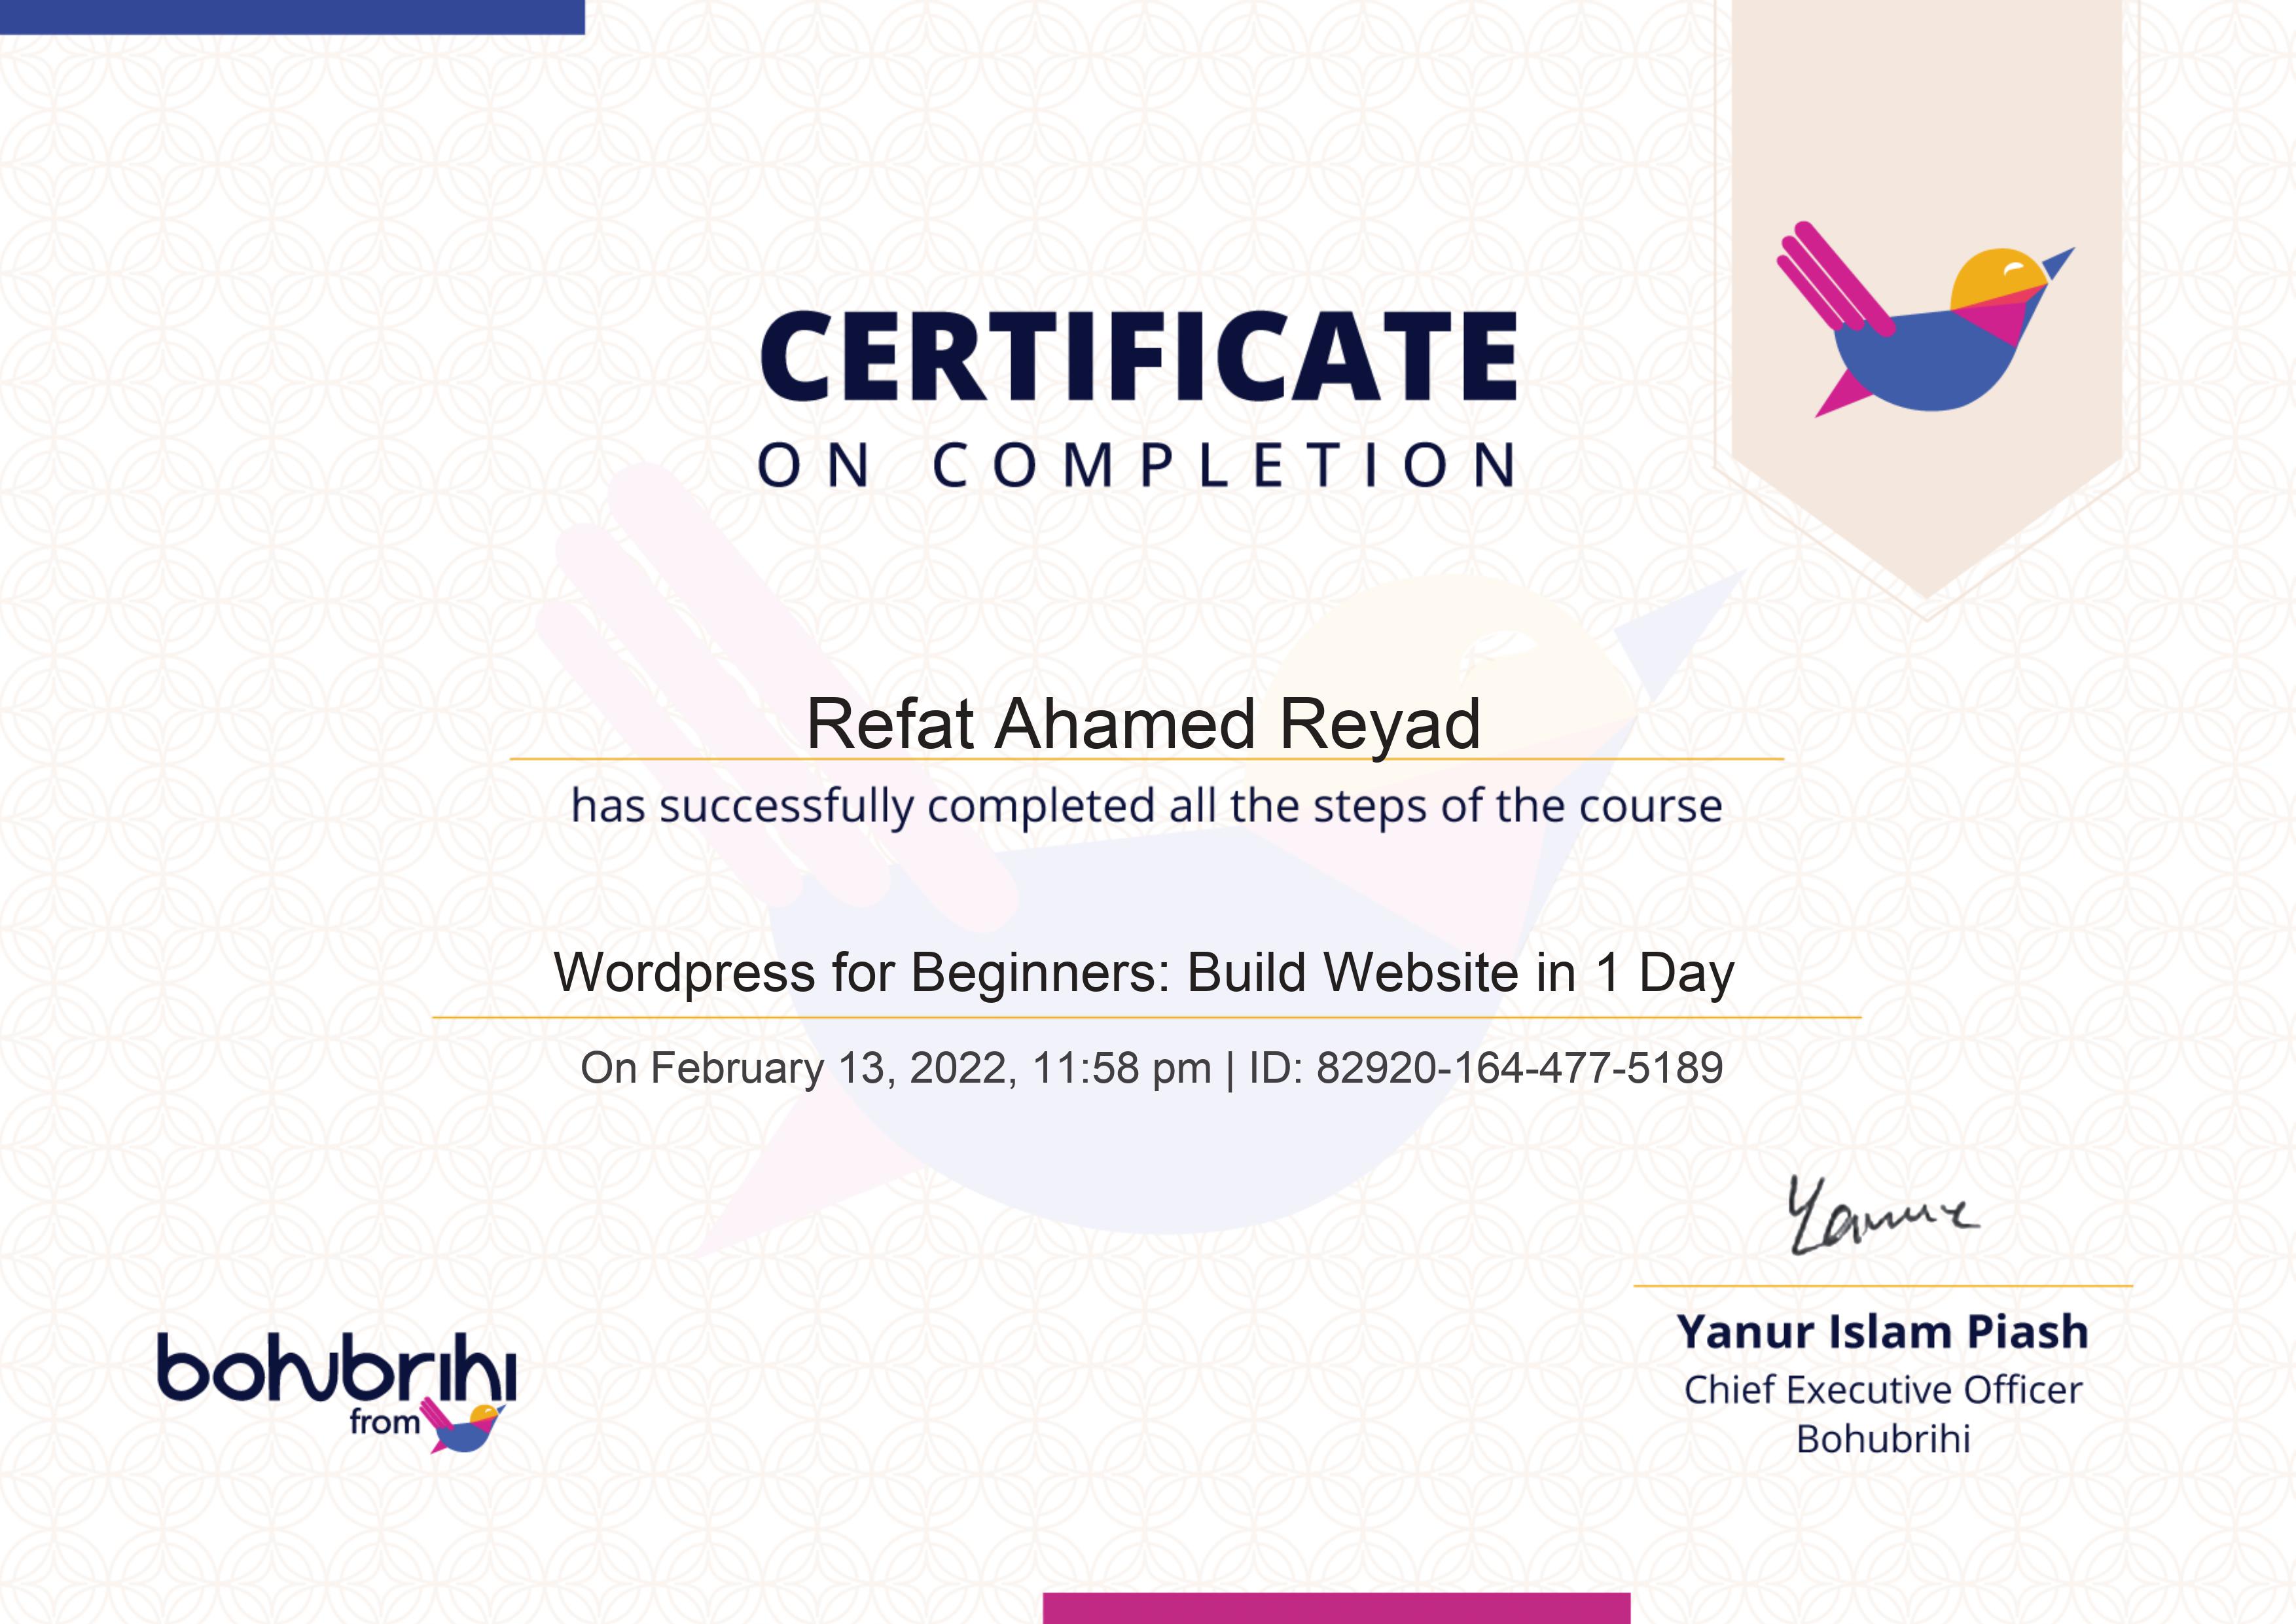 CERTIFICATE
ON COMPLETION
Refat Ahamed Reyad
has successfully completed all the steps of the course
Wordpress for Beginners: Build Website in 1 Day
On February 13, 2022, 11:58 pm | ID: 82920-164-477-5189
Yanur Islam Piash
Chief Executive Officer
Bohubrihi
bohubrihi
from